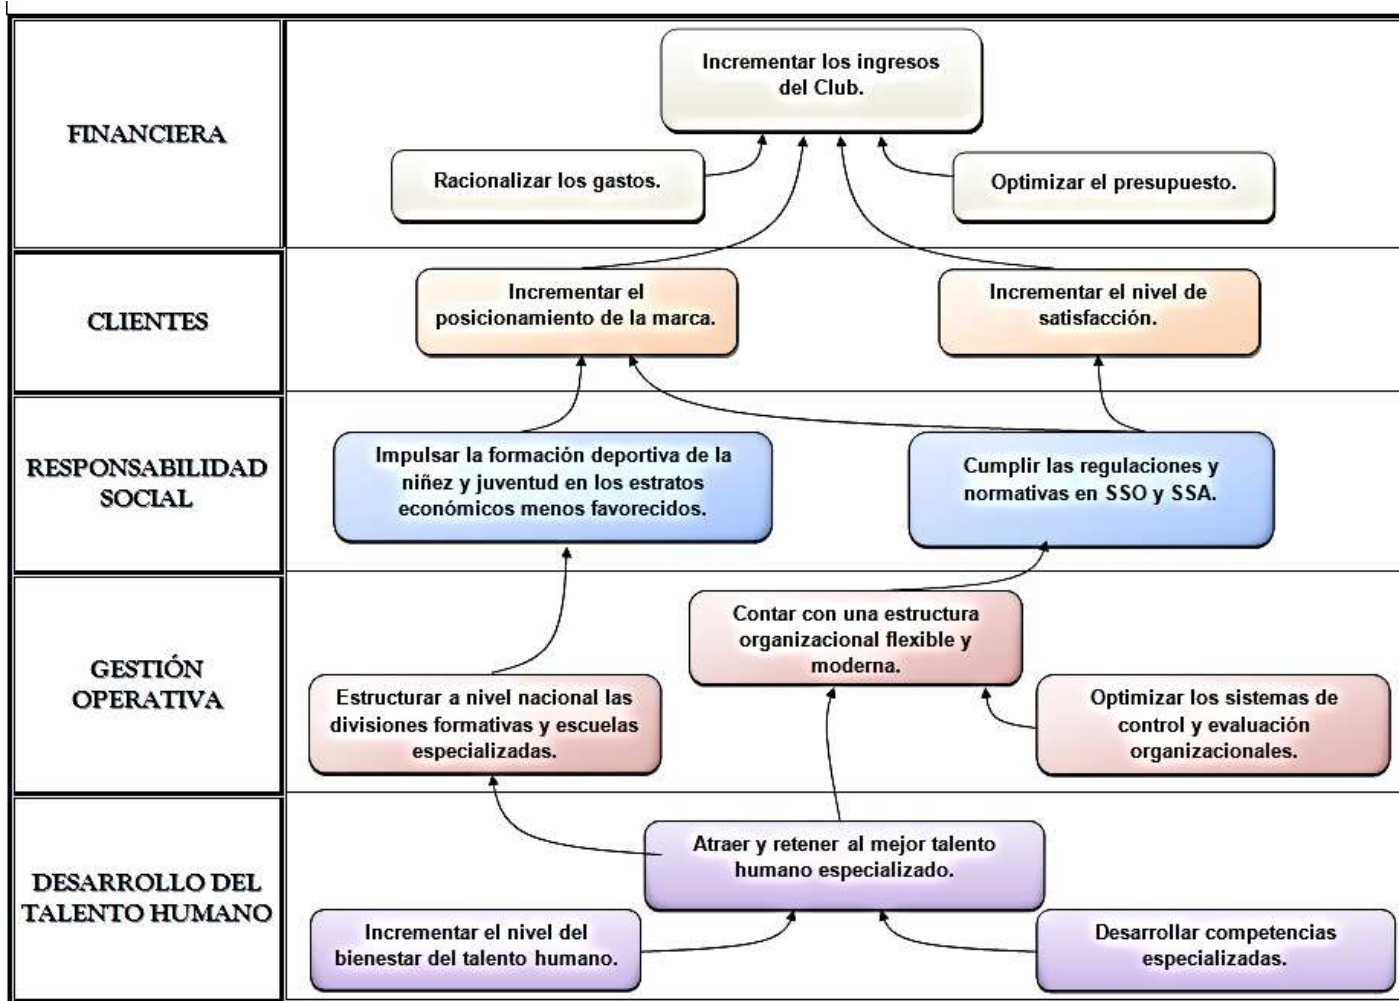 FINANCIERA
Incrementar los ingresos
del Club.
Racionalizar los gastos.
Optimizar el presupuesto.
CLIENTES
Incrementar el
posicionamiento de la marca.
Incrementar el nivel de
satisfacción.
RESPONSABILIDAD
SOCIAL
Impulsar la formación deportiva de la
niñez y juventud en los estratos
económicos menos favorecidos.
Cumplir las regulaciones y
normativas en SSO y SSA.
GESTIÓN
OPERATIVA
Contar con una estructura
organizacional flexible y
moderna.
Estructurar a nivel nacional las
divisiones formativas y escuelas
especializadas.
Optimizar los sistemas de
control y evaluación
organizacionales.
DESARROLLO DEL
TALENTO HUMANO
Atraer y retener al mejor talento
humano especializado.
Incrementar el nivel del
bienestar del talento humano.
Desarrollar competencias
especializadas.